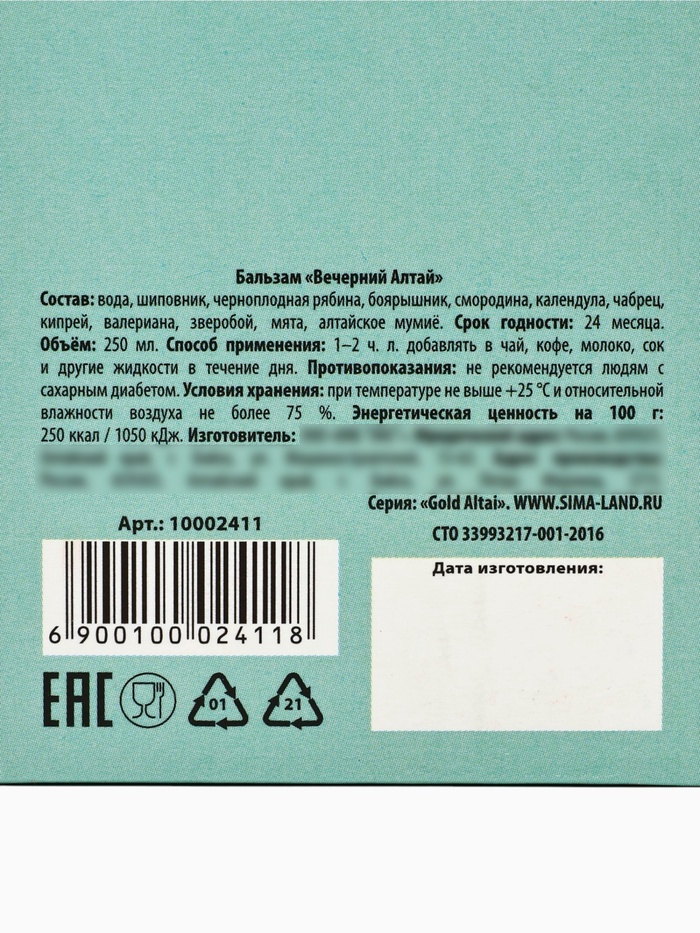 Бальзам «Вечерний Алтай»
Состав: вода, шиповник, черноплодная рябина, боярышник, смородина, календула, чабрец,
кипрей, валериана, зверобой, мята, алтайское мумиё. Срок годности: 24 месяца.
Объём: 250 мл. Способ применения: 1–2 ч. л. добавлять в чай, кофе, молоко, сок
и другие жидкости в течение дня. Противопоказания: не рекомендуется людям с
сахарным диабетом. Условия хранения: при температуре не выше +25 °С и относительной
влажности воздуха не более 75 %. Энергетическая ценность на 100 г:
250 ккал / 1050 кДж. Изготовитель:
Серия: «Gold Altai». WWW.SIMA-LAND.RU
Арт.: 10002411
СТО 33993217-001-2016
Дата изготовления:
6 900100 024118
EAC
01
21